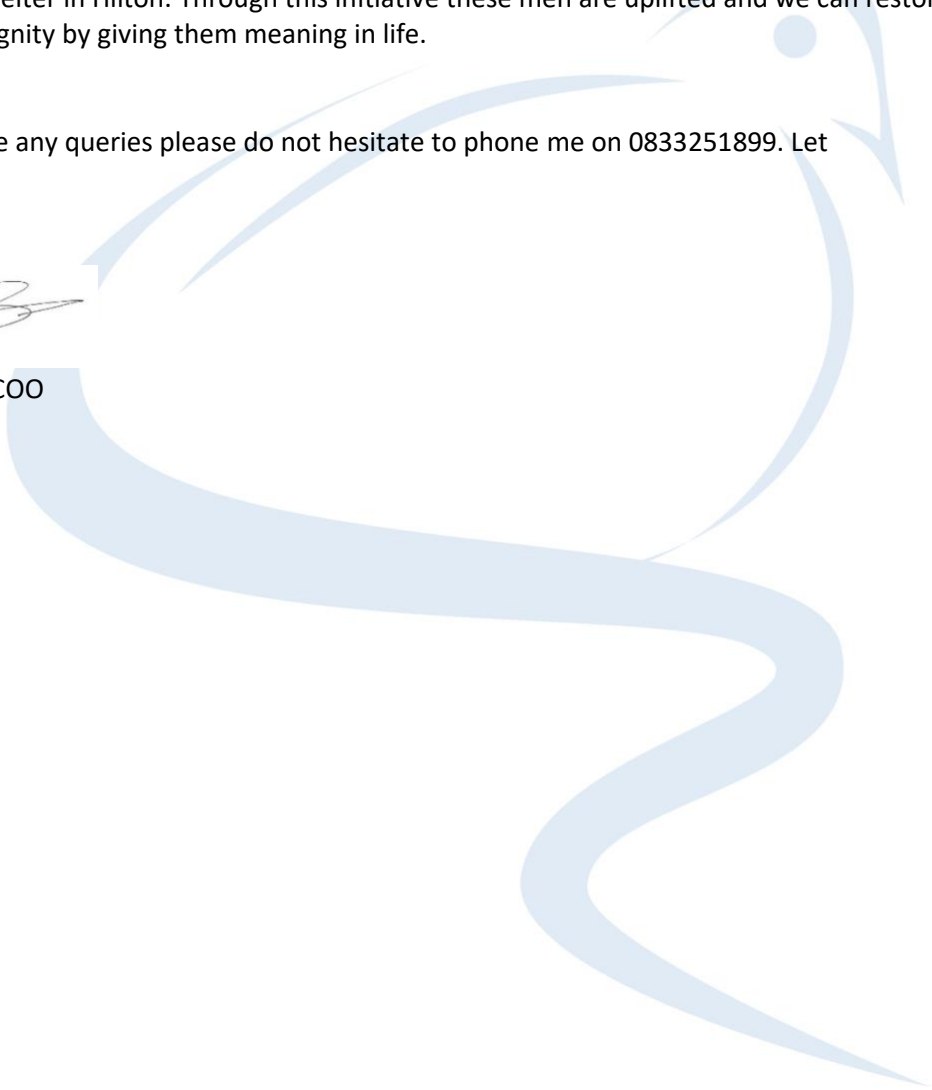 elter in Hilton. Through this initiative these men are uplifted and we can restor
gnity by giving them meaning in life.
e any queries please do not hesitate to phone me on 0833251899. Let
COO